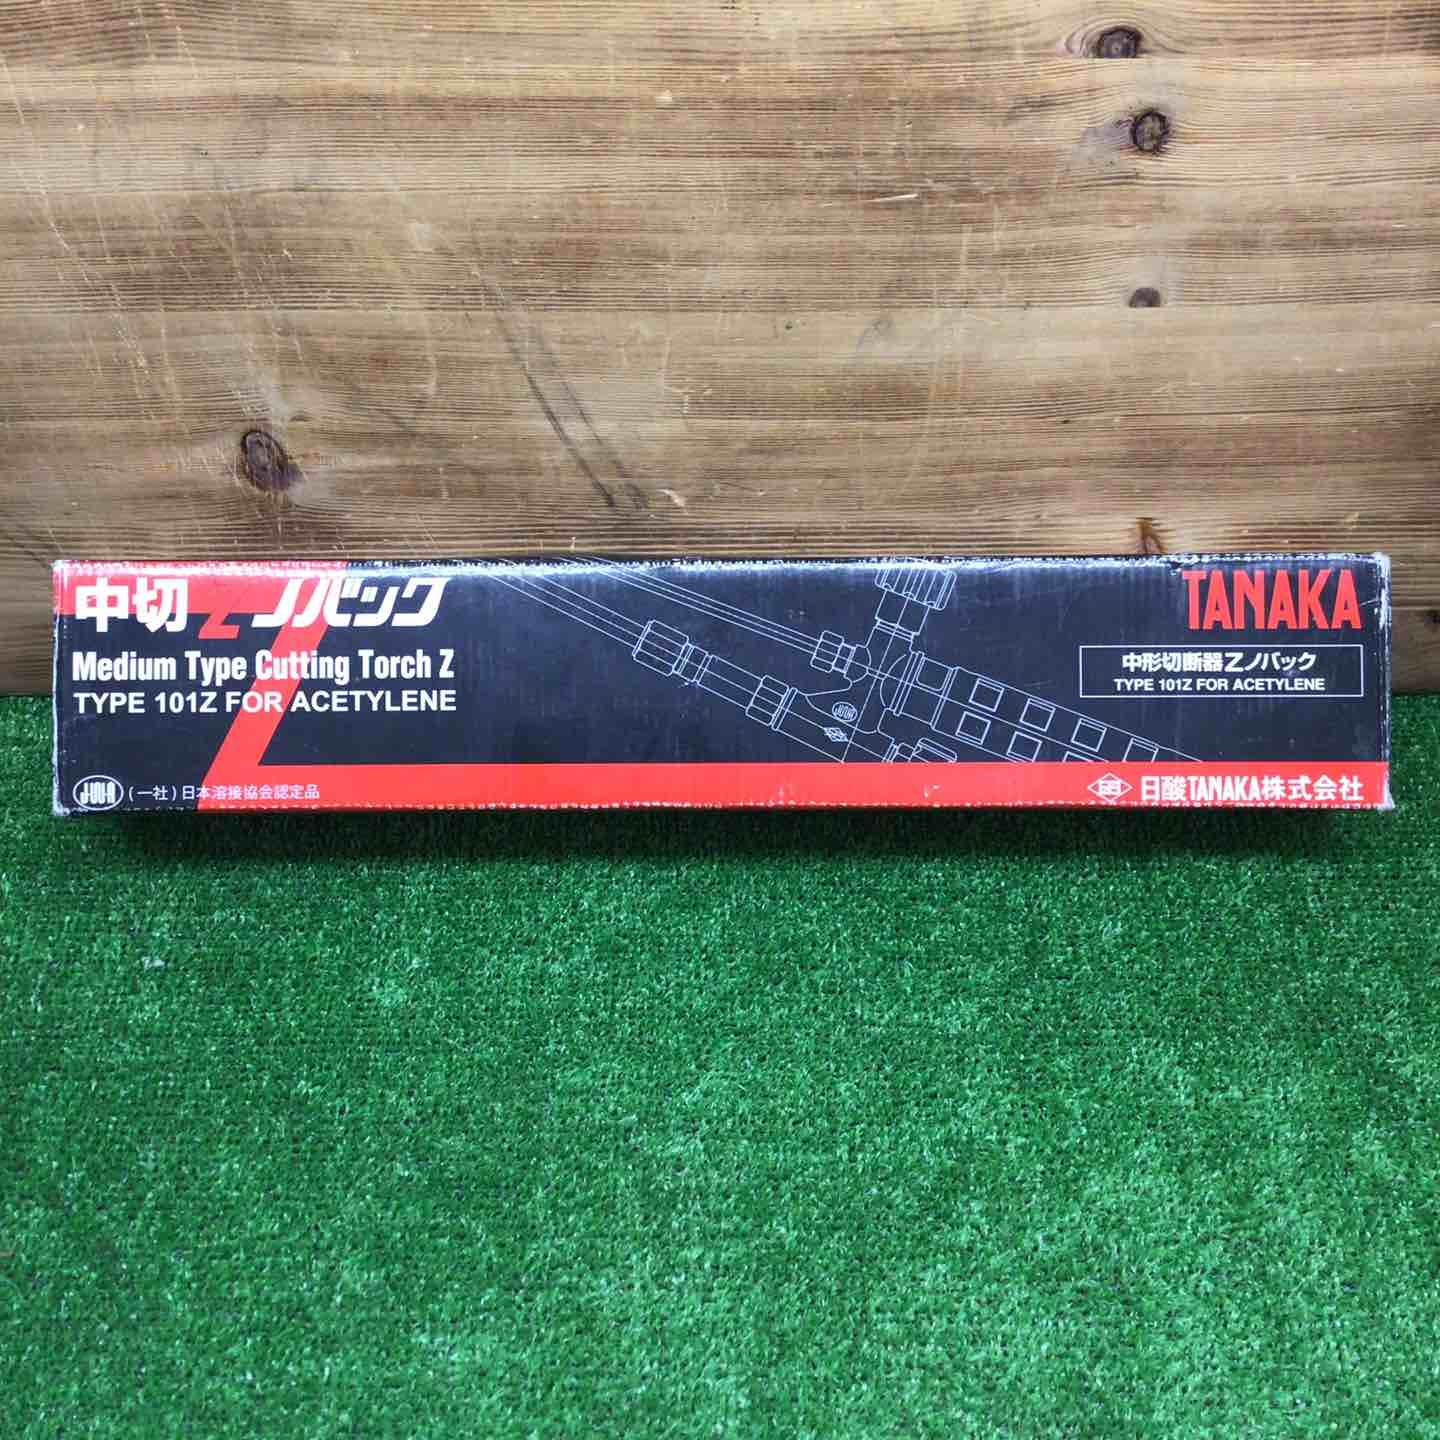 中切Zノバック
Medium Type Cutting Torch Z
TYPE 101Z FOR ACETYLENE
JWA (一社)日本溶接協会認定品
JWA
TANAKA
中形切断器Zノバック
TYPE 101Z FOR ACETYLENE
日酸TANAKA株式会社